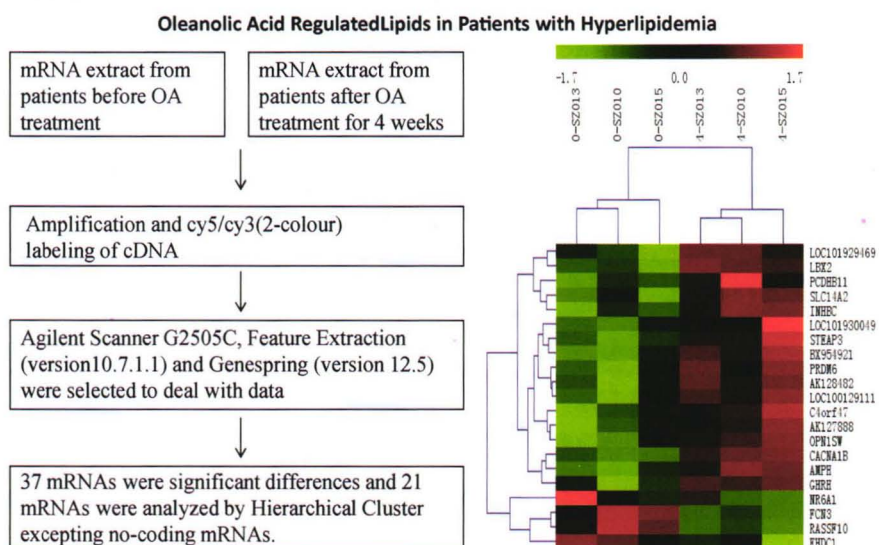 Oleanolic Acid RegulatedLipids in Patients with Hyperlipidemia
mRNA extract from
patients before OA
treatment
mRNA extract from
patients after OA
treatment for 4 weeks
Amplification and cy5/cy3(2-colour)
labeling of cDNA
Agilent Scanner G2505C, Feature Extraction
(version10.7.1.1) and Genespring (version 12.5)
were selected to deal with data
37 mRNAs were significant differences and 21
mRNAs were analyzed by Hierarchical Cluster
excepting no-coding mRNAs.
-1.7 0.0 1.7
0-SZ013
0-SZ010
0-SZ015
4-SZ013
4-SZ010
4-SZ015
LOC101929469
LBX2
PCDHB11
SLC14A2
INHBC
LOC101930049
STEAP3
BX954921
PRDM6
AK128482
LOC100129111
C4orf47
AK127888
OPN1SW
CACNA1B
AMPH
GHRH
NR6A1
FCN3
RASSF10
KHDC1